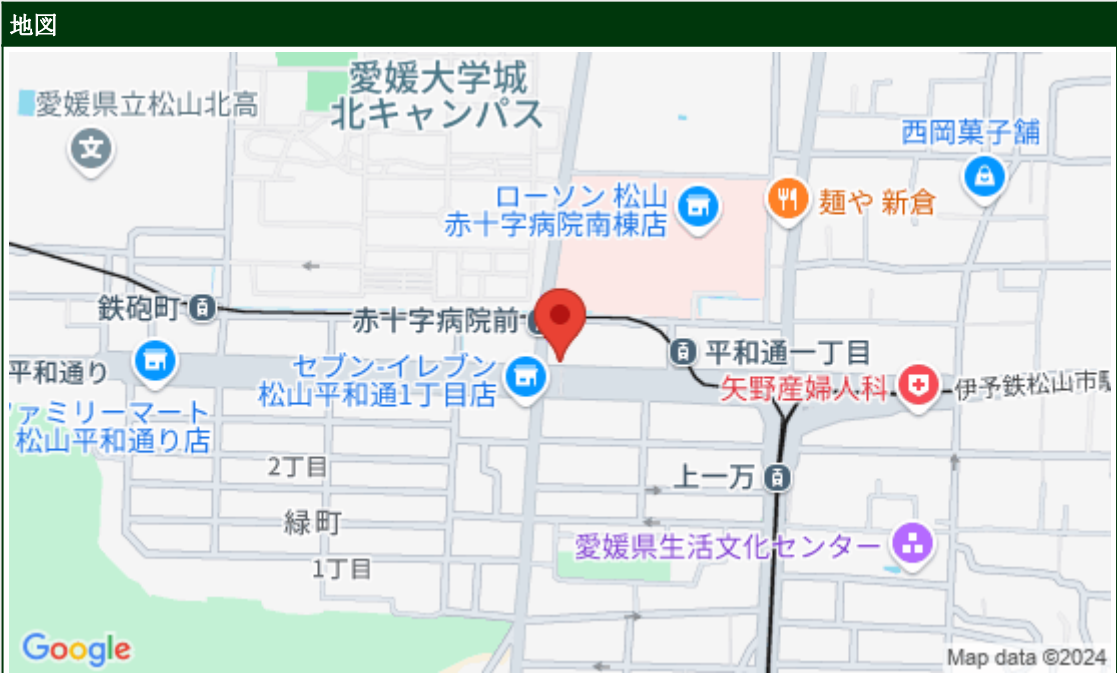 地図
愛媛大学城
北キャンパス
愛媛県立松山北高
文
西岡菓子舗
ローソン 松山
赤十字病院南棟店
麺や 新倉
鉄砲町
赤十字病院前
平和通り
セブン-イレブン
松山平和通1丁目店
平和通一丁目
矢野産婦人科
伊予鉄松山市駅
ァミリーマート
松山平和通り店
2丁目
上一万
緑町
愛媛県生活文化センター
1丁目
Google
Map data ©2024